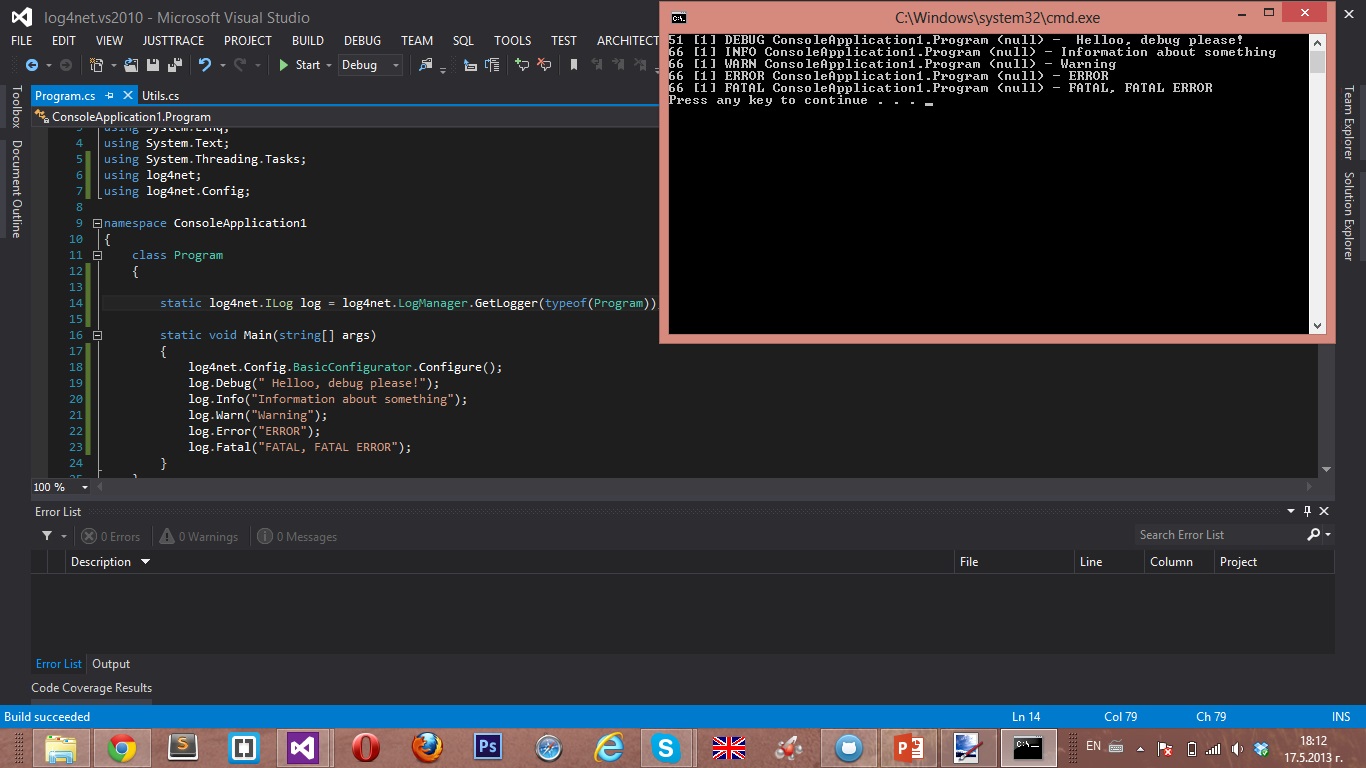 log4net.vs2010 - Microsoft Visual Studio
FILE EDIT VIEW JUSTTRACE PROJECT BUILD DEBUG TEAM SQL TOOLS TEST ARCHITECT
Start Debug
Program.cs Utils.cs
ConsoleApplication1.Program
Toolbox
Document Outline
3 using System.Linq;
4 using System.Text;
5 using System.Threading.Tasks;
6 using log4net;
7 using log4net.Config;
8
9 namespace ConsoleApplication1
10 {
11 class Program
12 {
13
14 static log4net.ILog log = log4net.LogManager.GetLogger(typeof(Program))
15
16 static void Main(string[] args)
17 {
18 log4net.Config.BasicConfigurator.Configure();
19 log.Debug(" Helloo, debug please!");
20 log.Info("Information about something");
21 log.Warn("Warning");
22 log.Error("ERROR");
23 log.Fatal("FATAL, FATAL ERROR");
24 }
25 }
100 %
C:\Windows\system32\cmd.exe
51 [1] DEBUG ConsoleApplication1.Program (null) - Helloo, debug please!
66 [1] INFO ConsoleApplication1.Program (null) - Information about something
66 [1] WARN ConsoleApplication1.Program (null) - Warning
66 [1] ERROR ConsoleApplication1.Program (null) - ERROR
66 [1] FATAL ConsoleApplication1.Program (null) - FATAL, FATAL ERROR
Press any key to continue . . . _
Team Explorer
Solution Explorer
Error List
0 Errors 0 Warnings 0 Messages Search Error List
Description File Line Column Project
Error List Output
Code Coverage Results
Build succeeded Ln 14 Col 79 Ch 79 INS
S Ps S P C:\. EN 18:12
17.5.2013 г.